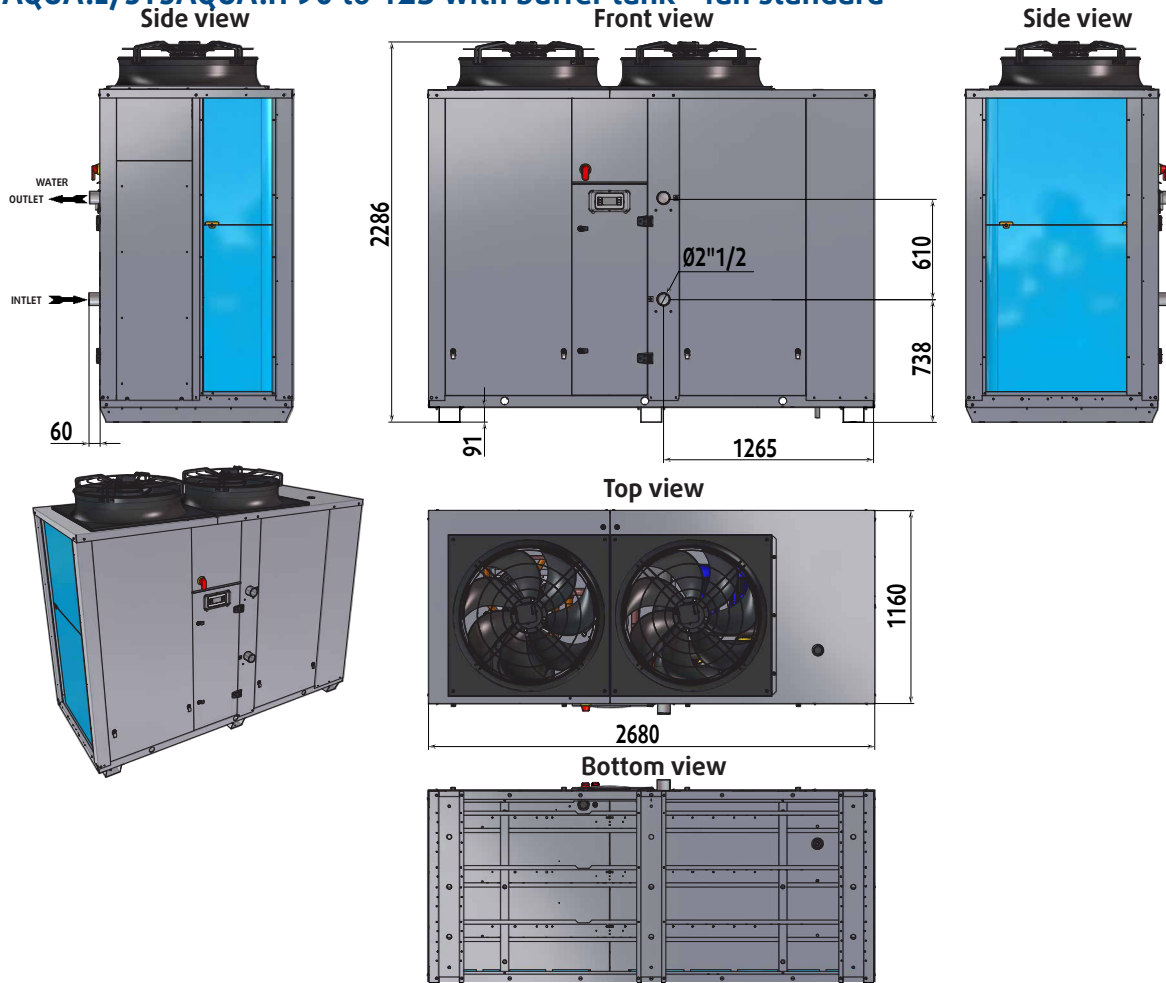 Side view
Front view
Side view
WATER
OUTLET
INTLET
2286
610
Ø2"1/2
738
60
91
1265
Top view
1160
2680
Bottom view